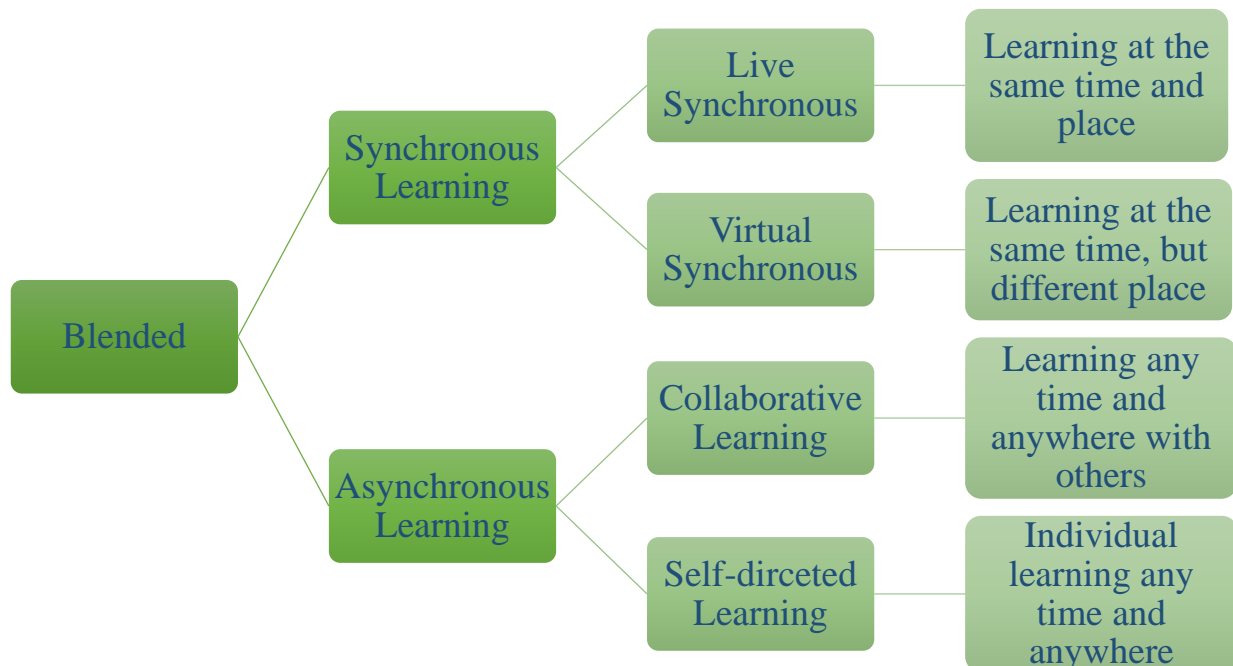 Blended
Synchronous
Learning
Live
Synchronous
Learning at the
same time and
place
Virtual
Synchronous
Learning at the
same time, but
different place
Asynchronous
Learning
Collaborative
Learning
Learning any
time and
anywhere with
others
Self-dirceted
Learning
Individual
learning any
time and
anywhere